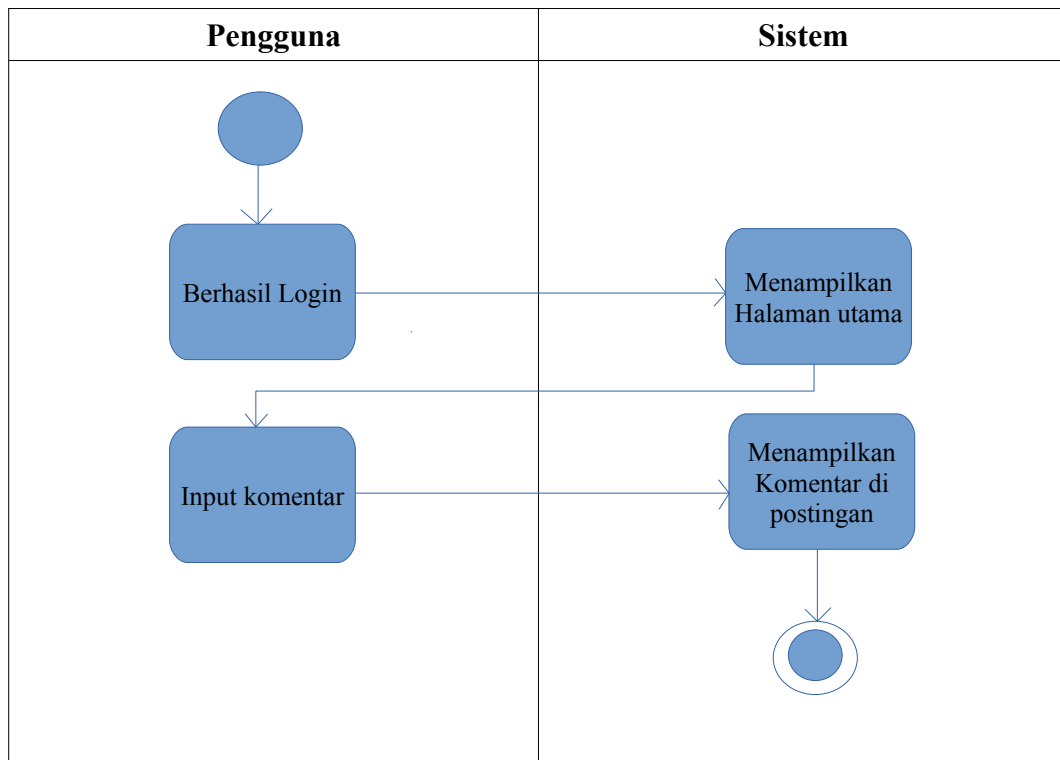 Pengguna
Sistem
Berhasil Login
Menampilkan
Halaman utama
Input komentar
Menampilkan
Komentar di
postingan